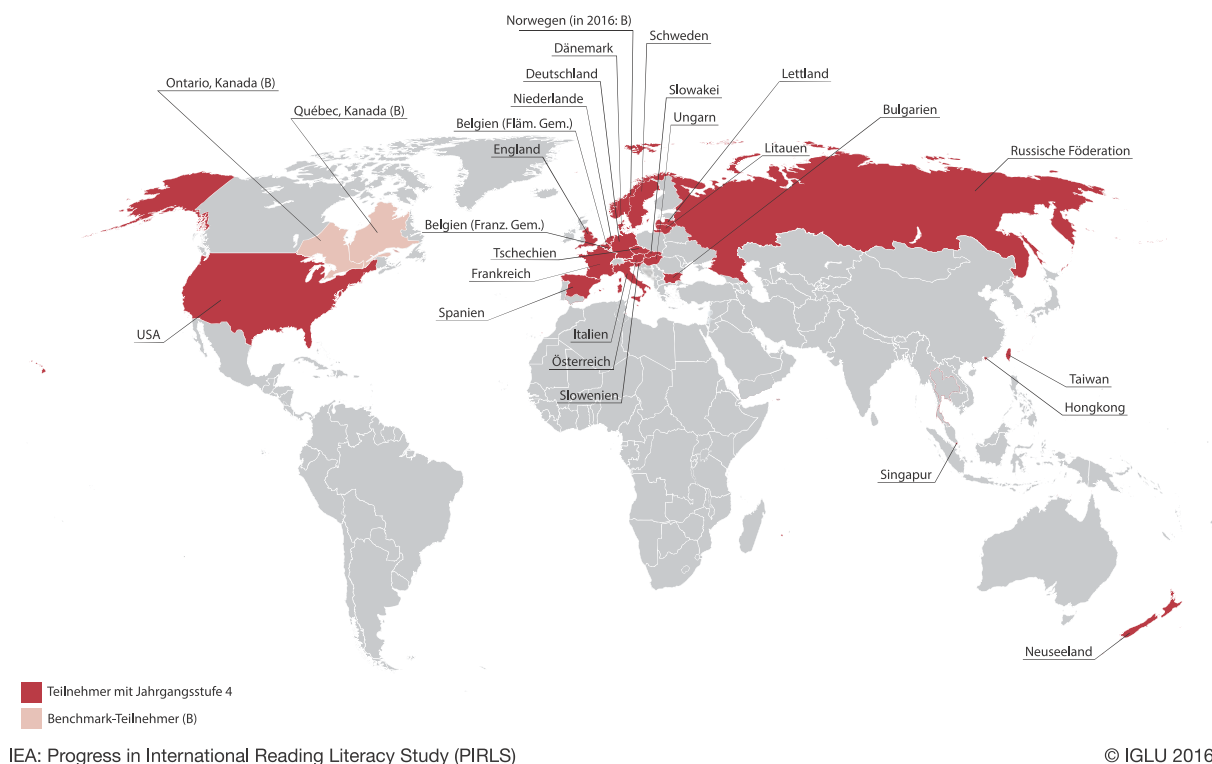 Norwegen (in 2016: B)
Schweden
Dänemark
Deutschland
Lettland
Ontario, Kanada (B)
Slowakei
Niederlande
Québec, Kanada (B)
Bulgarien
Ungarn
Belgien (Fläm. Gem.)
England
Litauen
Russische Föderation
Belgien (Franz. Gem.)
Tschechien
Frankreich
Spanien
USA
Italien
Österreich
Slowenien
Taiwan
Hongkong
Singapur
Neuseeland
Teilnehmer mit Jahrgangsstufe 4
Benchmark-Teilnehmer (B)
IEA: Progress in International Reading Literacy Study (PIRLS)
© IGLU 2016